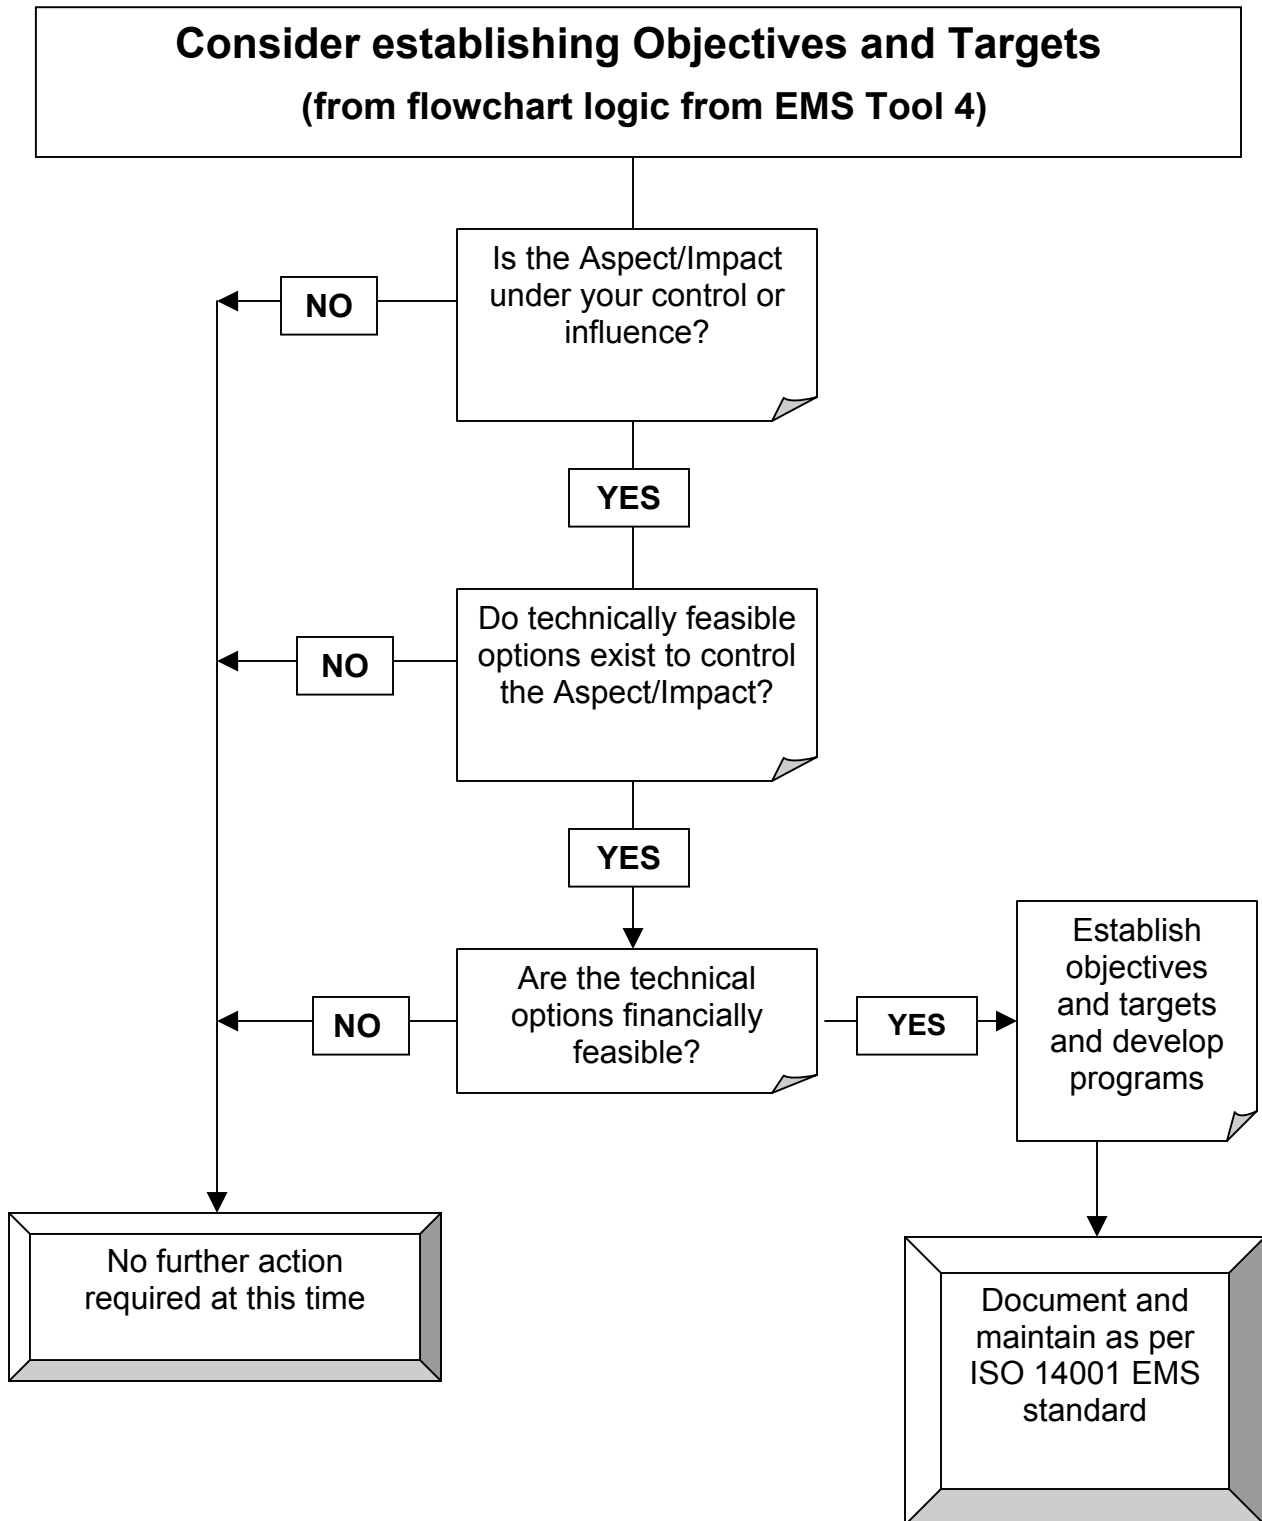 Consider establishing Objectives and Targets
(from flowchart logic from EMS Tool 4)
Is the Aspect/Impact
under your control or
influence?
NO
YES
Do technically feasible
options exist to control
the Aspect/Impact?
NO
YES
Are the technical
options financially
feasible?
NO
YES
Establish
objectives
and targets
and develop
programs
No further action
required at this time
Document and
maintain as per
ISO 14001 EMS
standard